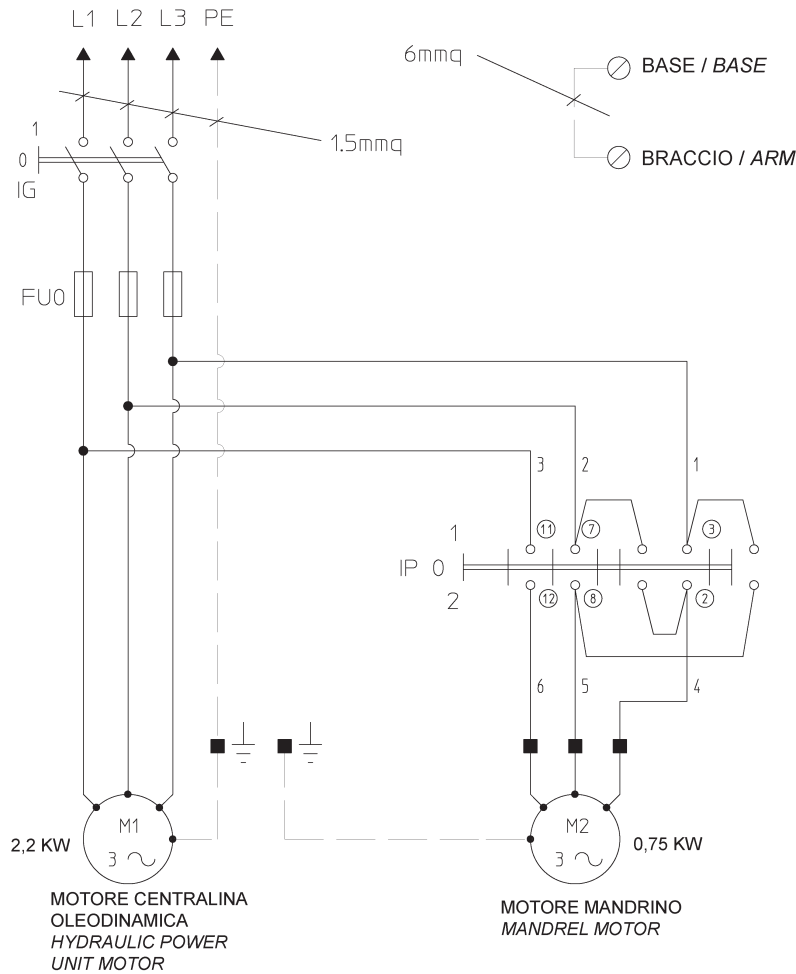 L1 L2 L3 PE
6mmq
BASE / BASE
1
1.5mmq
0
BRACCIO / ARM
IG
FU0
3 2 1
1
11 7 3
IP 0
2
12 8 2
6 5 4
M1
3
2,2 KW
M2
3
0,75 KW
MOTORE CENTRALINA
OLEODINAMICA
HYDRAULIC POWER
UNIT MOTOR
MOTORE MANDRINO
MANDREL MOTOR